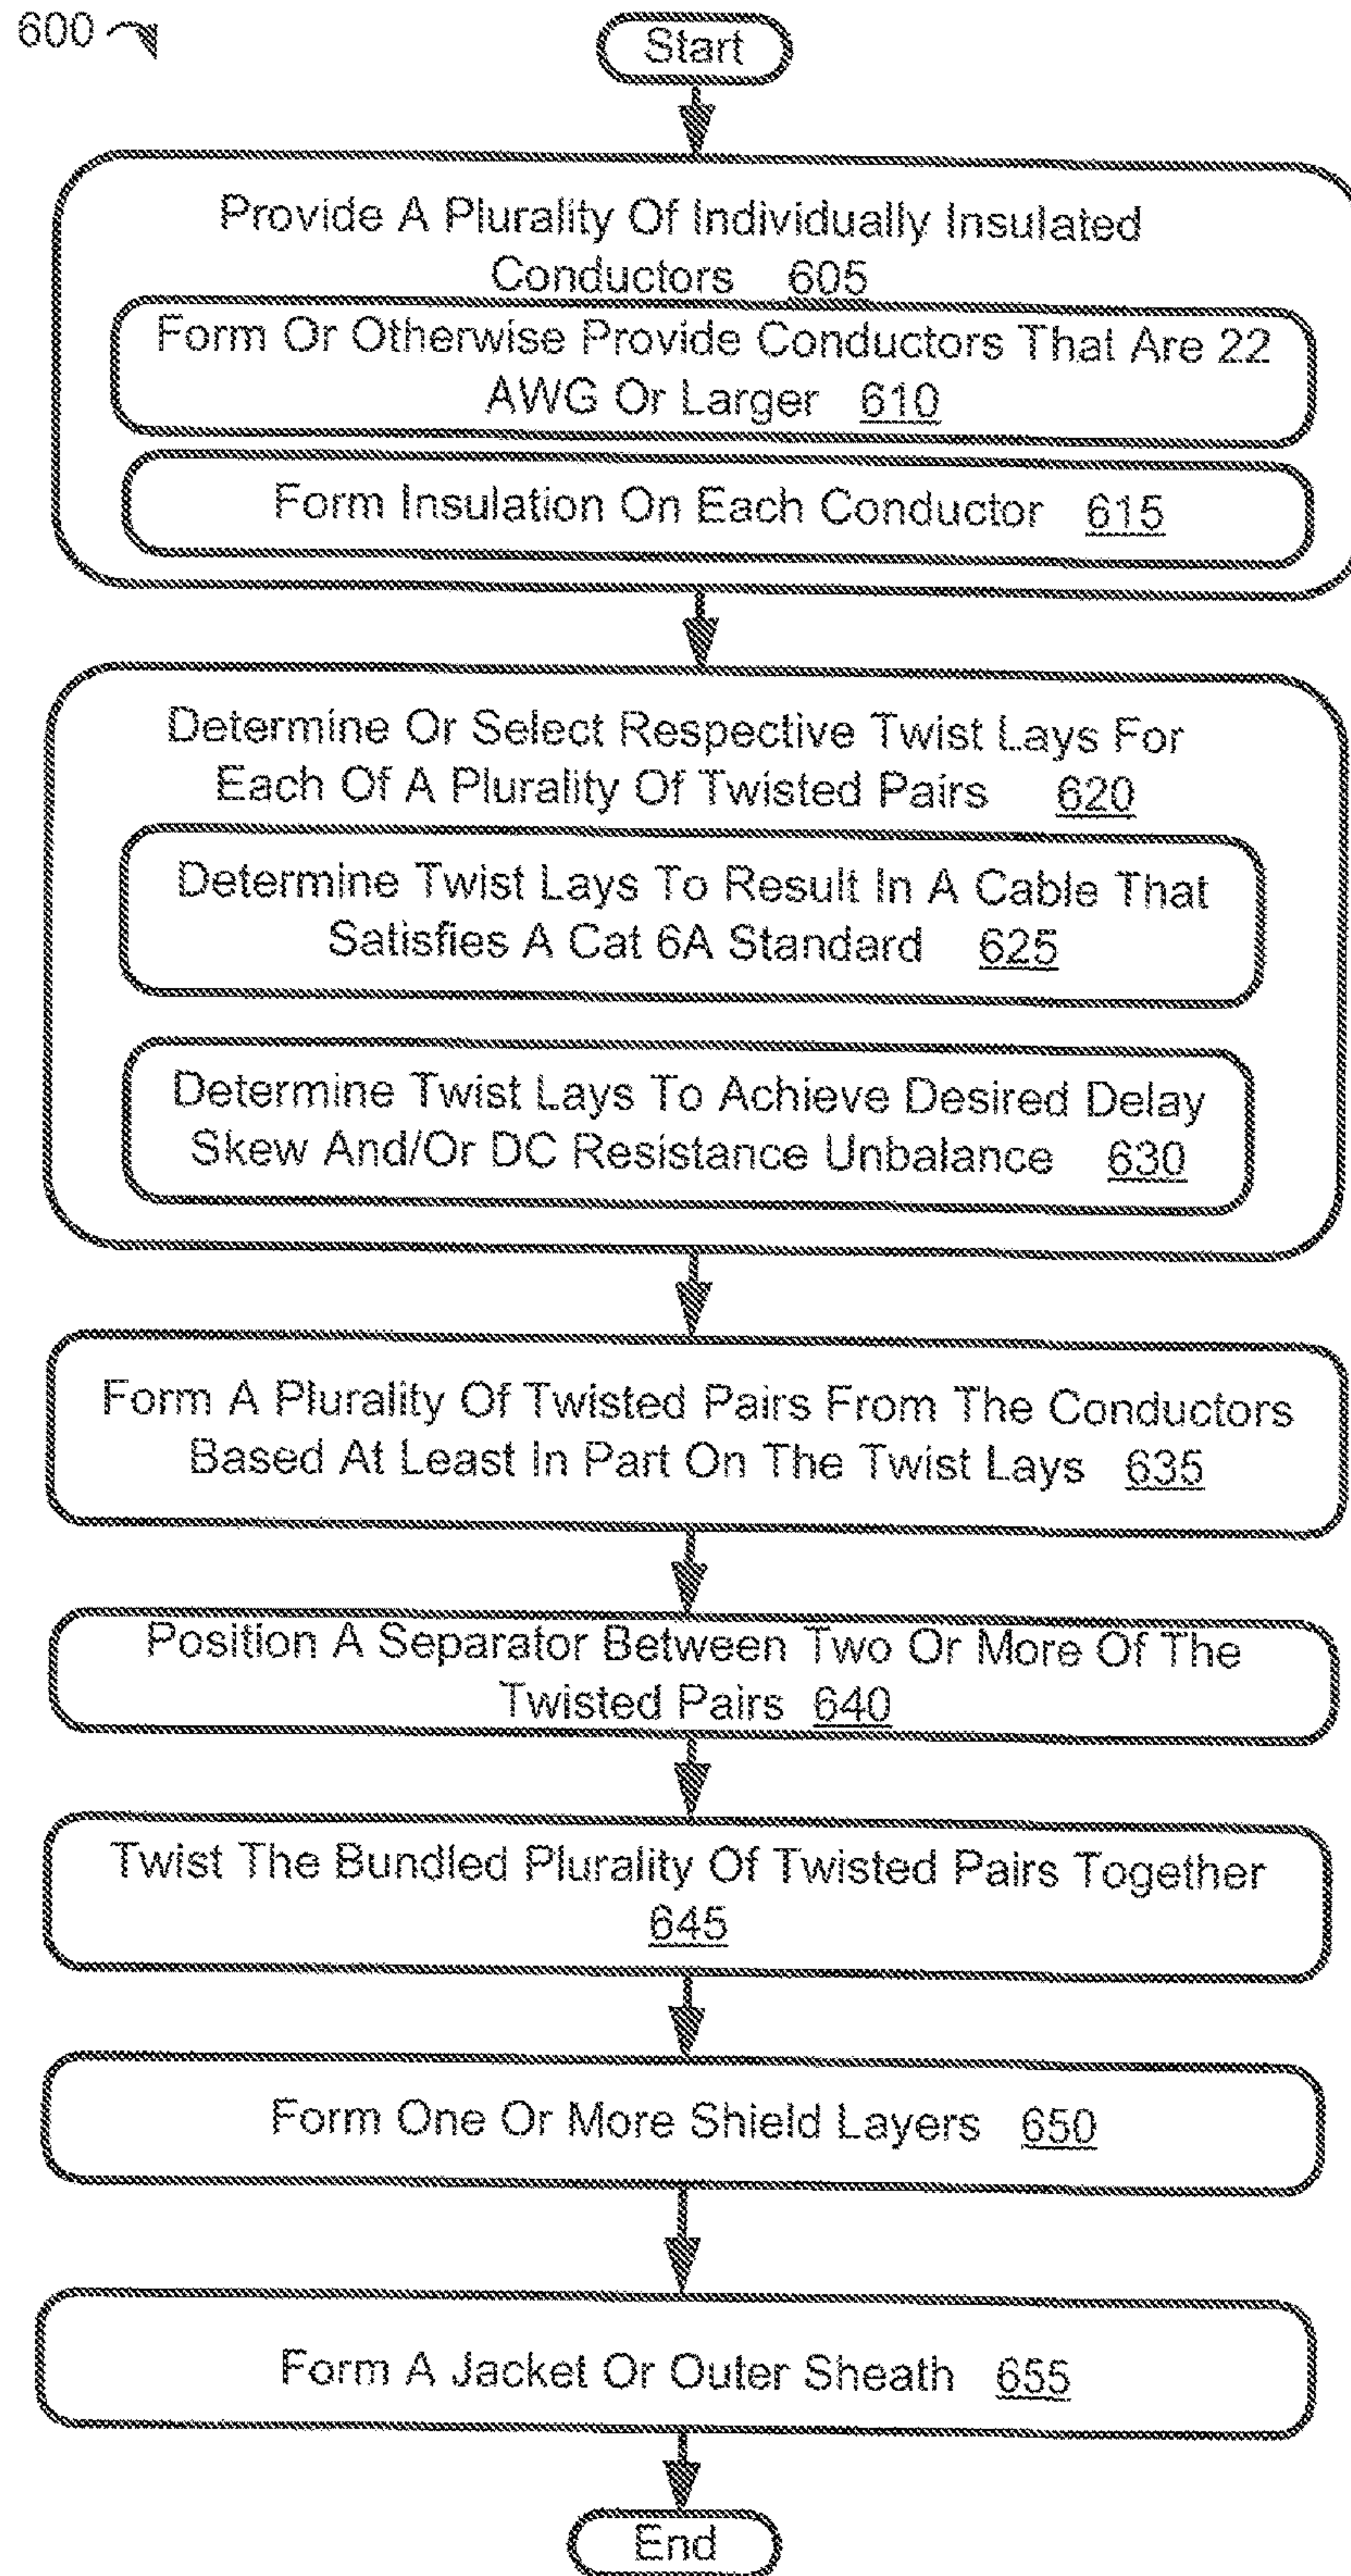 600
Start
Provide A Plurality Of Individually Insulated
Conductors 605
Form Or Otherwise Provide Conductors That Are 22
AWG Or Larger 610
Form Insulation On Each Conductor 615
Determine Or Select Respective Twist Lays For
Each Of A Plurality Of Twisted Pairs 620
Determine Twist Lays To Result In A Cable That
Satisfies A Cat 6A Standard 625
Determine Twist Lays To Achieve Desired Delay
Skew And/Or DC Resistance Unbalance 630
Form A Plurality Of Twisted Pairs From The Conductors
Based At Least In Part On The Twist Lays 635
Position A Separator Between Two Or More Of The
Twisted Pairs 640
Twist The Bundled Plurality Of Twisted Pairs Together
645
Form One Or More Shield Layers 650
Form A Jacket Or Outer Sheath 655
End